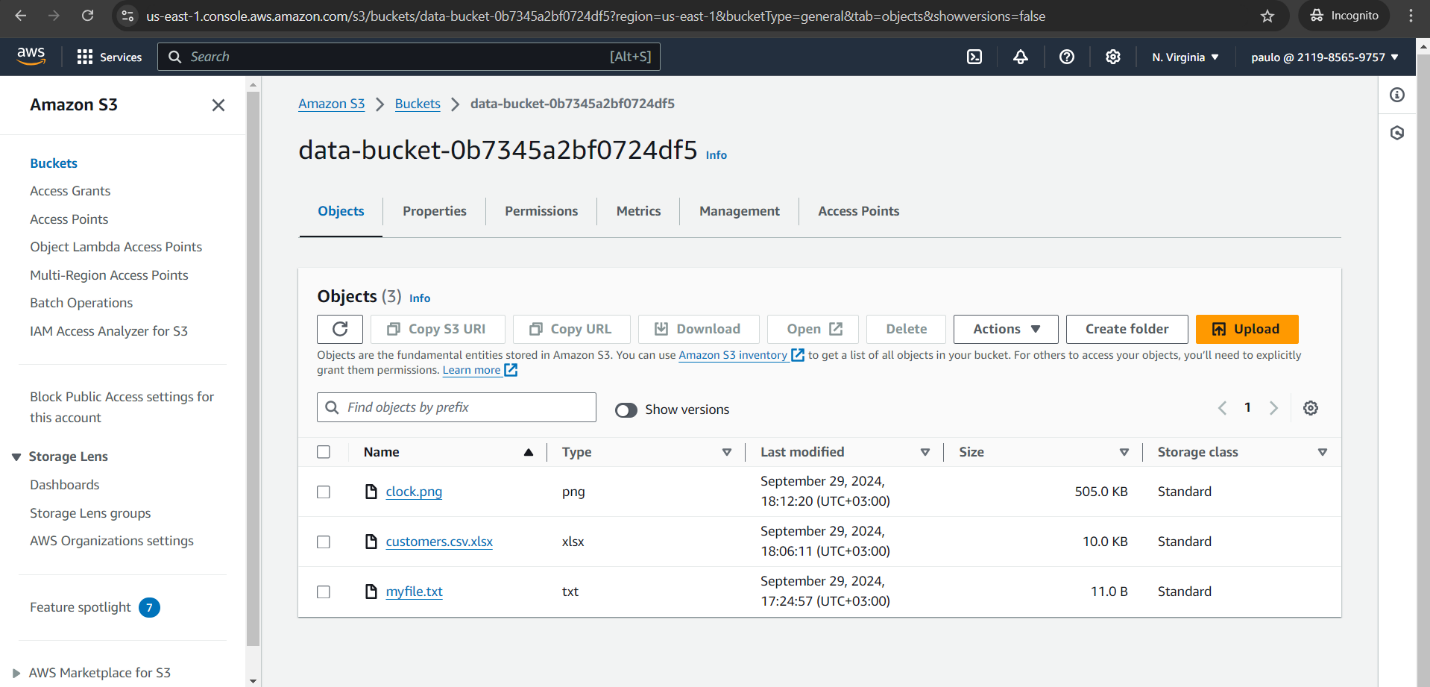 us-east-1.console.aws.amazon.com/s3/buckets/data-bucket-0b7345a2bf0724df5?region=us-east-1&bucketType=general&tab=objects&showversions=false
Incognito
aws
Services
Search [Alt+S]
N. Virginia
paulo @ 2119-8565-9757
Amazon S3
Buckets
Access Grants
Access Points
Object Lambda Access Points
Multi-Region Access Points
Batch Operations
IAM Access Analyzer for S3
Block Public Access settings for
this account
Storage Lens
Dashboards
Storage Lens groups
AWS Organizations settings
Feature spotlight 7
AWS Marketplace for S3
Amazon S3 > Buckets > data-bucket-0b7345a2bf0724df5
data-bucket-0b7345a2bf0724df5 Info
Objects Properties Permissions Metrics Management Access Points
Objects (3) Info
Copy S3 URI Copy URL Download Open Delete Actions Create folder Upload
Objects are the fundamental entities stored in Amazon S3. You can use Amazon S3 inventory to get a list of all objects in your bucket. For others to access your objects, you'll need to explicitly
grant them permissions. Learn more
Find objects by prefix Show versions 1
Name Type Last modified Size Storage class
clock.png png September 29, 2024, 505.0 KB Standard
18:12:20 (UTC+03:00)
customers.csv.xlsx xlsx September 29, 2024, 10.0 KB Standard
18:06:11 (UTC+03:00)
myfile.txt txt September 29, 2024, 11.0 B Standard
17:24:57 (UTC+03:00)